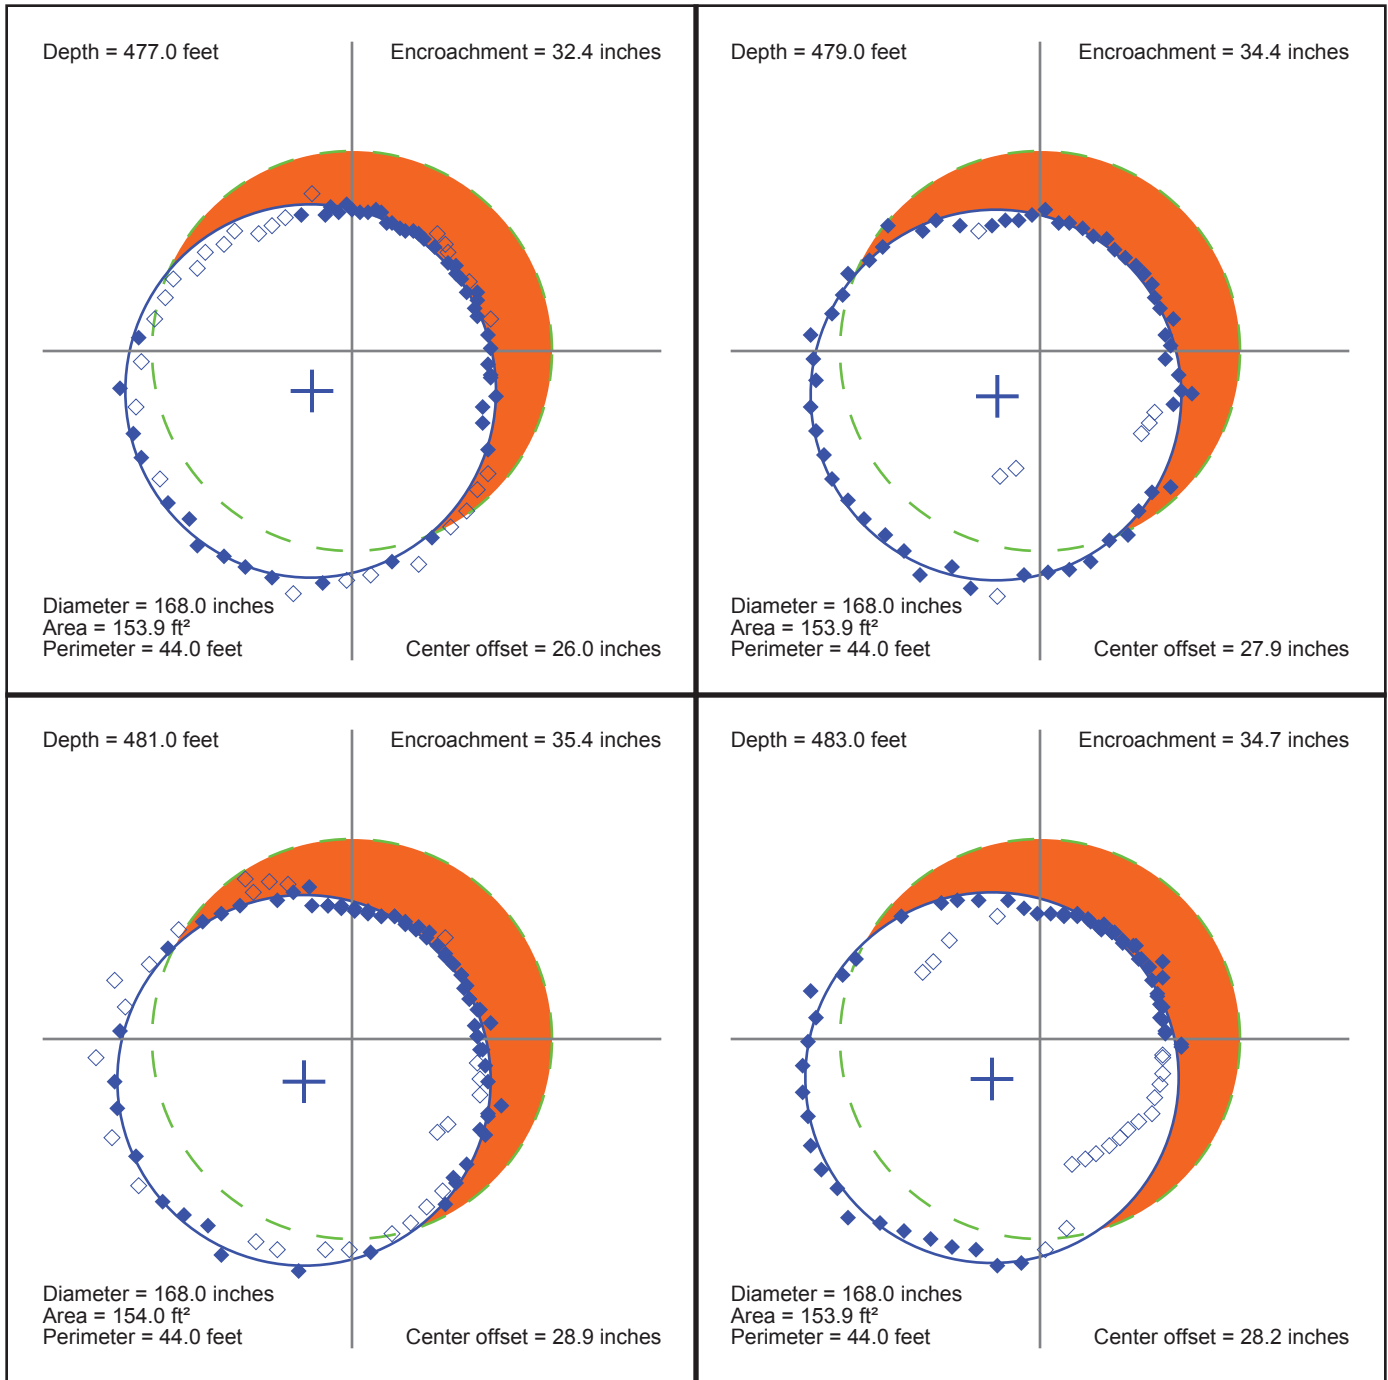 Depth = 477.0 feet
Encroachment = 32.4 inches
Diameter = 168.0 inches
Area = 153.9 ft²
Perimeter = 44.0 feet
Center offset = 26.0 inches
Depth = 479.0 feet
Encroachment = 34.4 inches
Diameter = 168.0 inches
Area = 153.9 ft²
Perimeter = 44.0 feet
Center offset = 27.9 inches
Depth = 481.0 feet
Encroachment = 35.4 inches
Diameter = 168.0 inches
Area = 154.0 ft²
Perimeter = 44.0 feet
Center offset = 28.9 inches
Depth = 483.0 feet
Encroachment = 34.7 inches
Diameter = 168.0 inches
Area = 153.9 ft²
Perimeter = 44.0 feet
Center offset = 28.2 inches